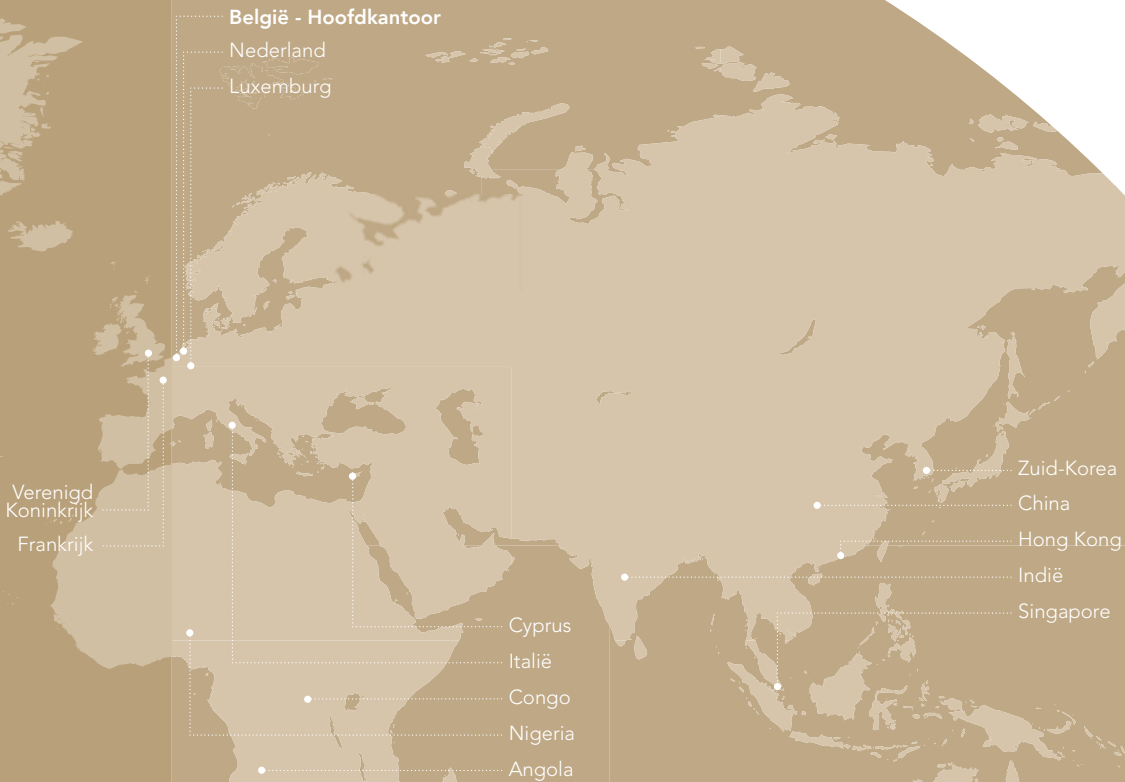 België - Hoofdkantoor
Nederland
Luxemburg
Verenigd
Koninkrijk
Frankrijk
Zuid-Korea
China
Hong Kong
Indië
Singapore
Cyprus
Italië
Congo
Nigeria
Angola